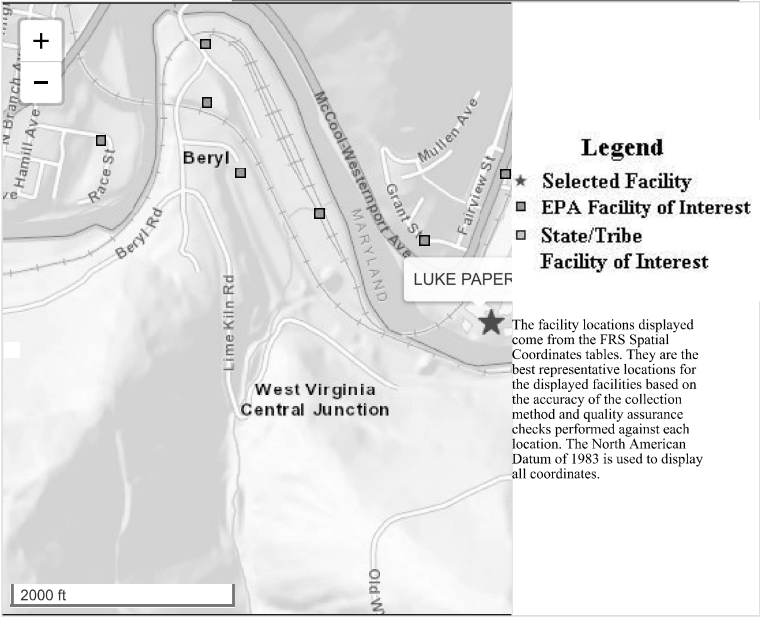 +
−
N Branch Ave
Hamill Ave
Race St
Beryl
Beryl Rd
Lime Kiln Rd
McCool-Westernport Ave
MARYLAND
Mullen Ave
Grant St
Fairview St
LUKE PAPER
West Virginia
Central Junction
2000 ft
Legend
Selected Facility
EPA Facility of Interest
State/Tribe
Facility of Interest
The facility locations displayed
come from the FRS Spatial
Coordinates tables. They are the
best representative locations for
the displayed facilities based on
the accuracy of the collection
method and quality assurance
checks performed against each
location. The North American
Datum of 1983 is used to display
all coordinates.